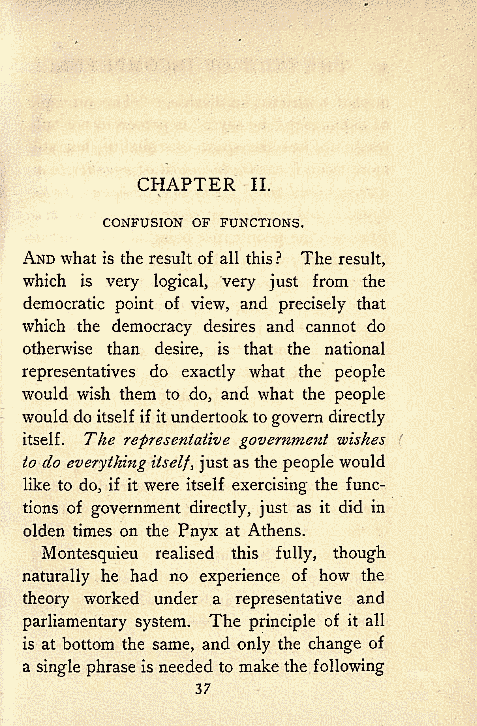 CHAPTER II.
CONFUSION OF FUNCTIONS.
AND what is the result of all this? The result,
which is very logical, very just from the
democratic point of view, and precisely that
which the democracy desires and cannot do
otherwise than desire, is that the national
representatives do exactly what the people
would wish them to do, and what the people
would do itself if it undertook to govern directly
itself. The representative government wishes
to do everything itself, just as the people would
like to do, if it were itself exercising the func-
tions of government directly, just as it did in
olden times on the Pnyx at Athens.
Montesquieu realised this fully, though
naturally he had no experience of how the
theory worked under a representative and
parliamentary system. The principle of it all
is at bottom the same, and only the change of
a single phrase is needed to make the following
37